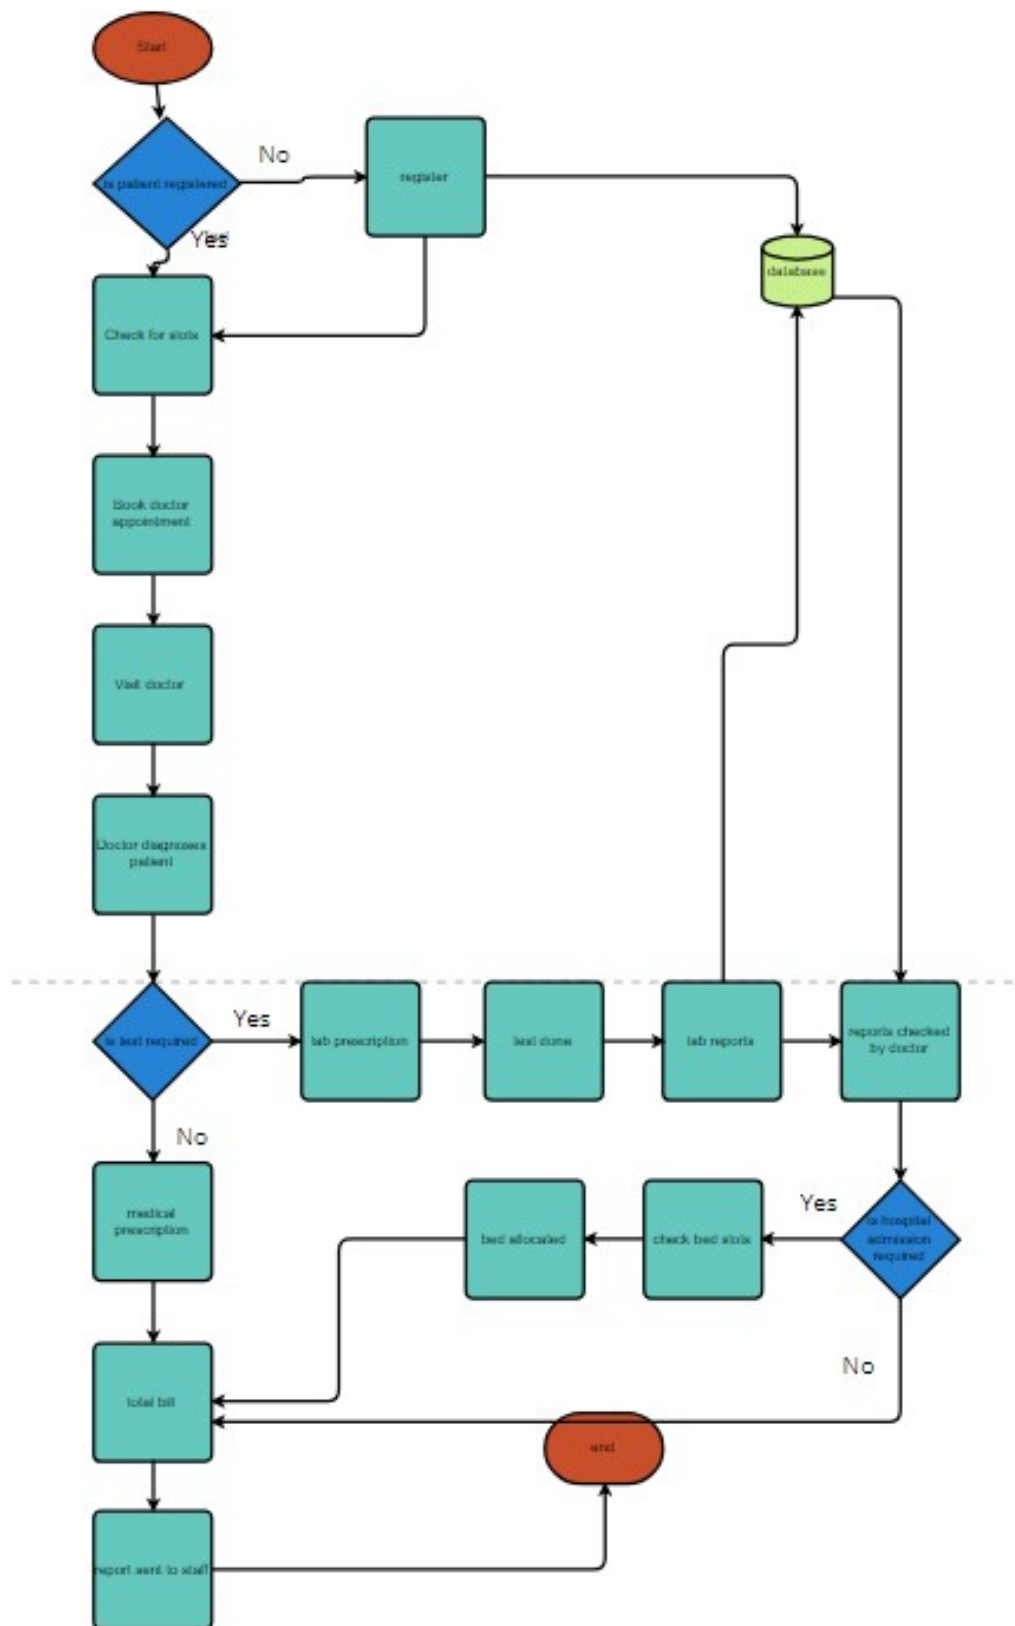 Start
is patient registered
No
register
Yes
database
Check for slots
Book doctor
appointment
Visit doctor
Doctor diagnoses
patient
is test required
Yes
lab prescription
test done
lab reports
reports checked
by doctor
No
medical
prescription
bed allocated
check bed slots
Yes
is hospital
admission
required
No
total bill
end
report sent to staff